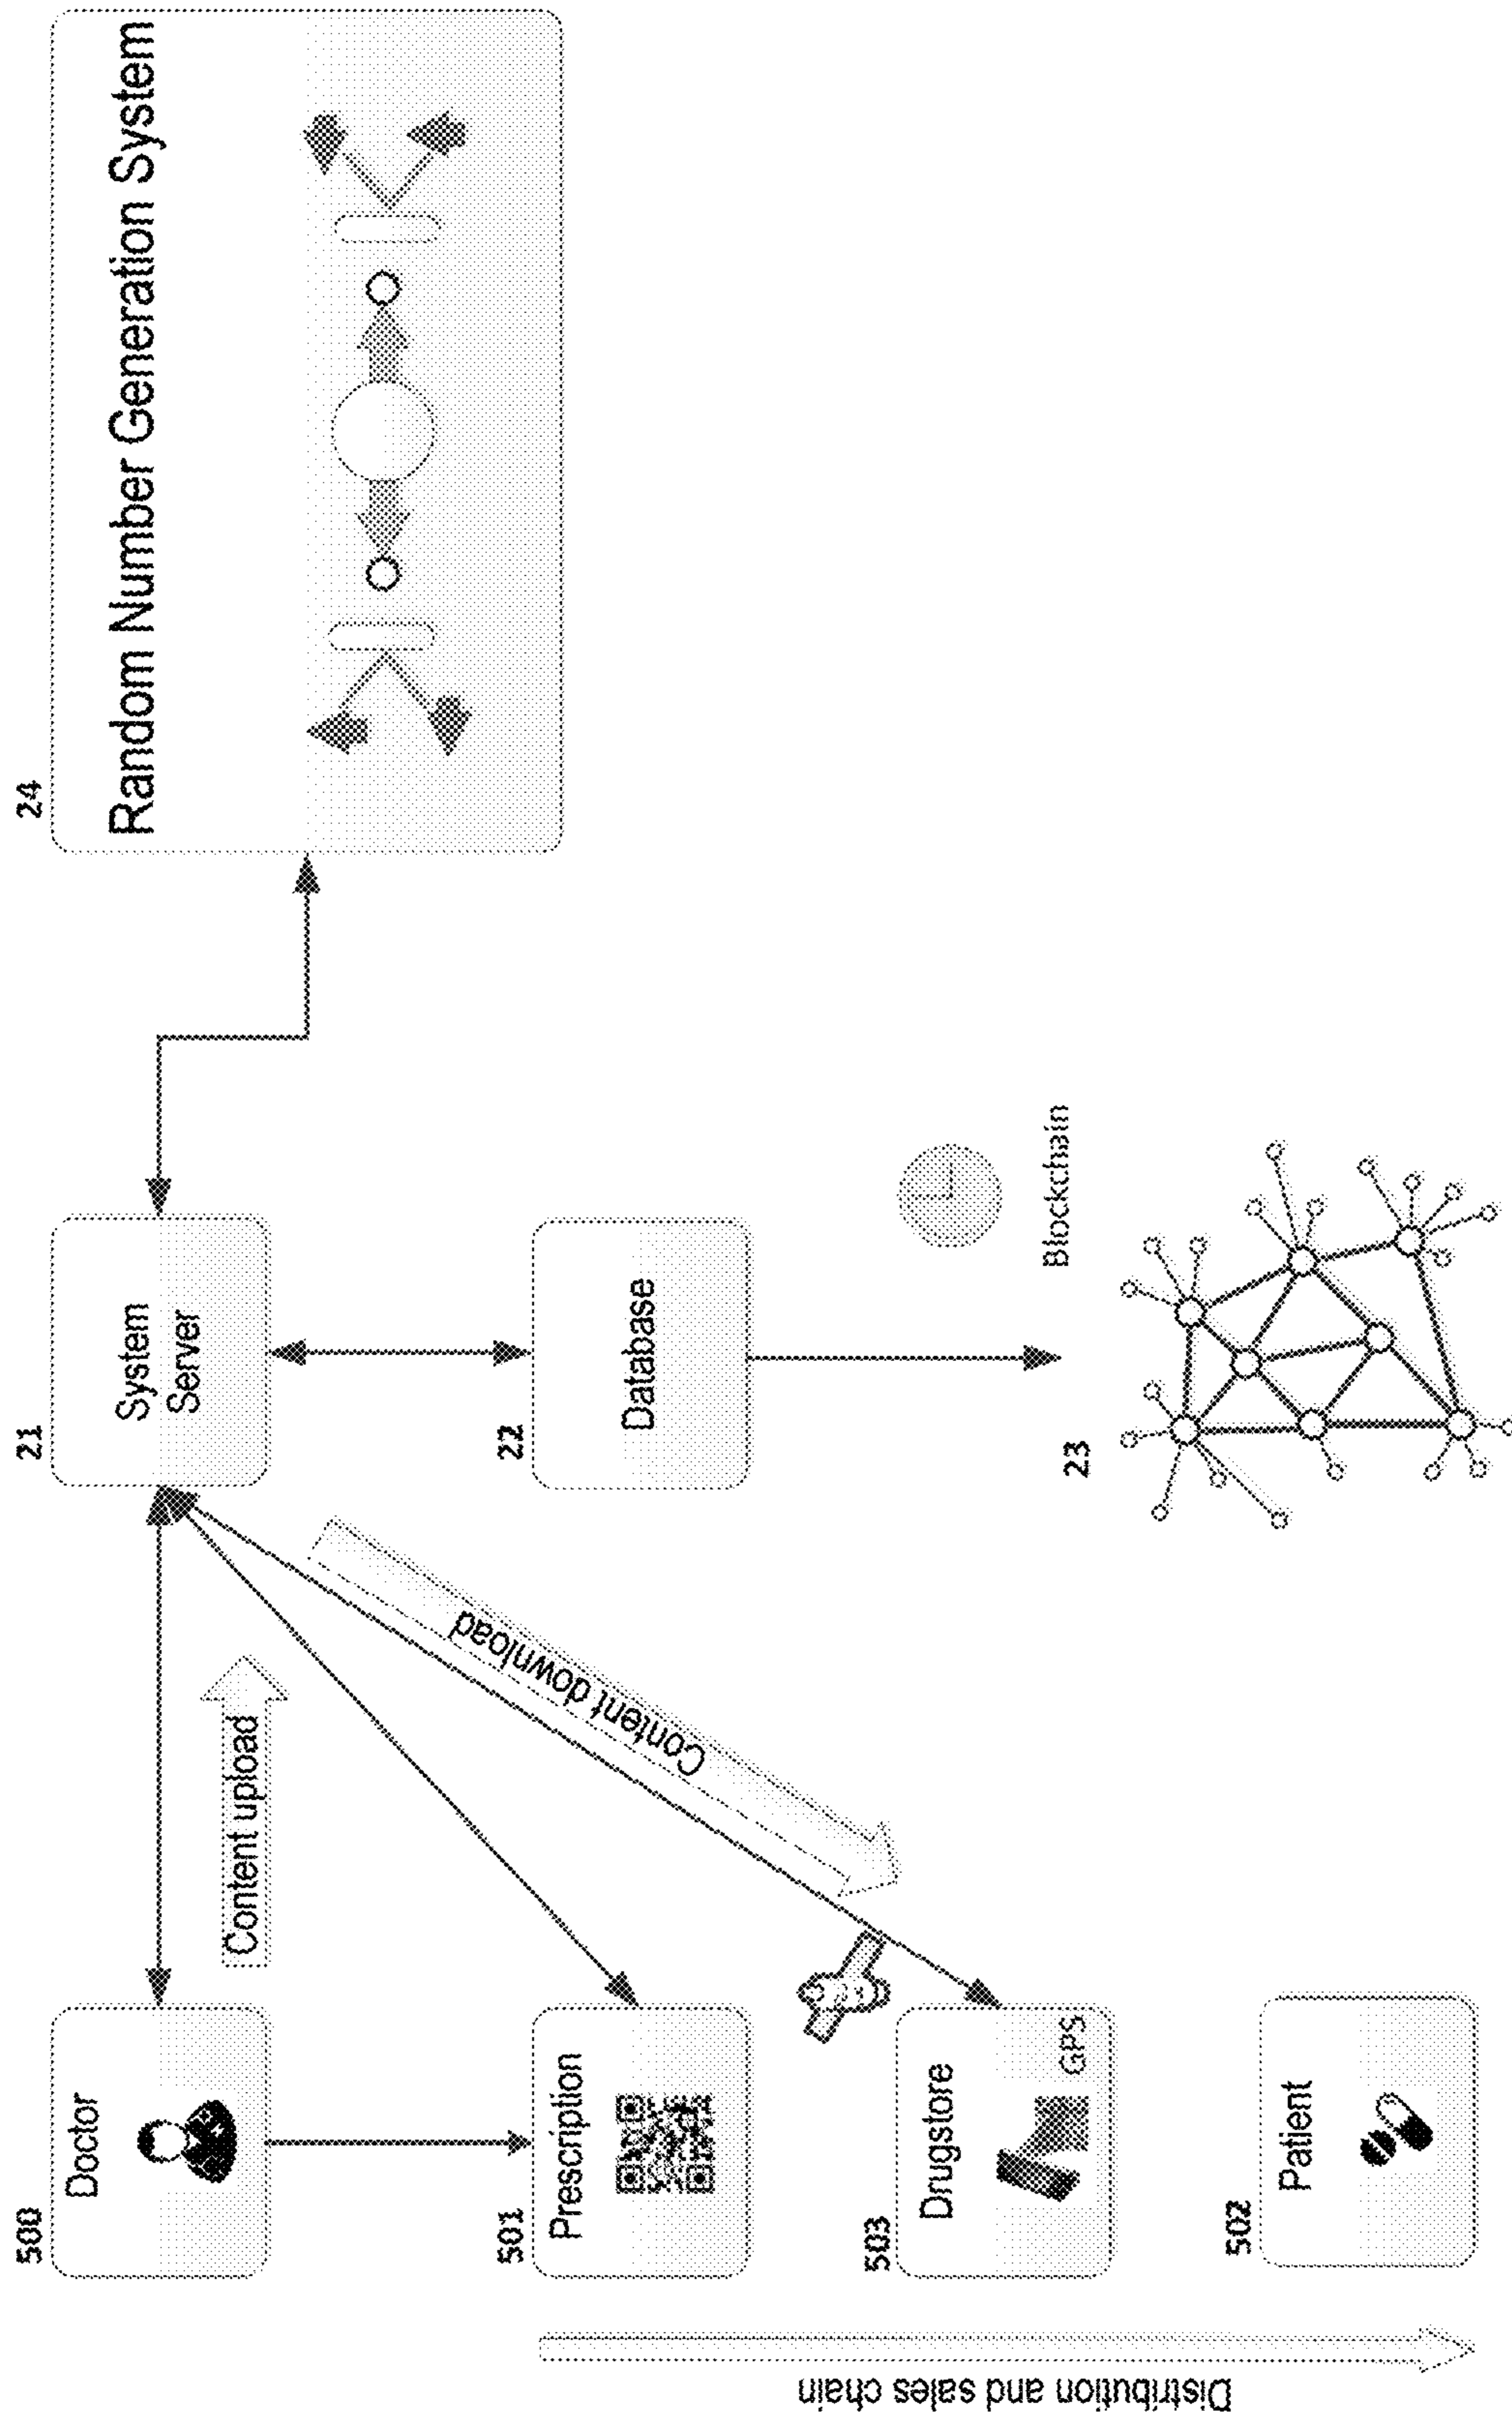 500
Doctor
501
Prescription
503
Drugstore
GPS
502
Patient
Distribution and sales chain
Content upload
Content download
21
System
Server
22
Database
23
Blockchain
24
Random Number Generation System